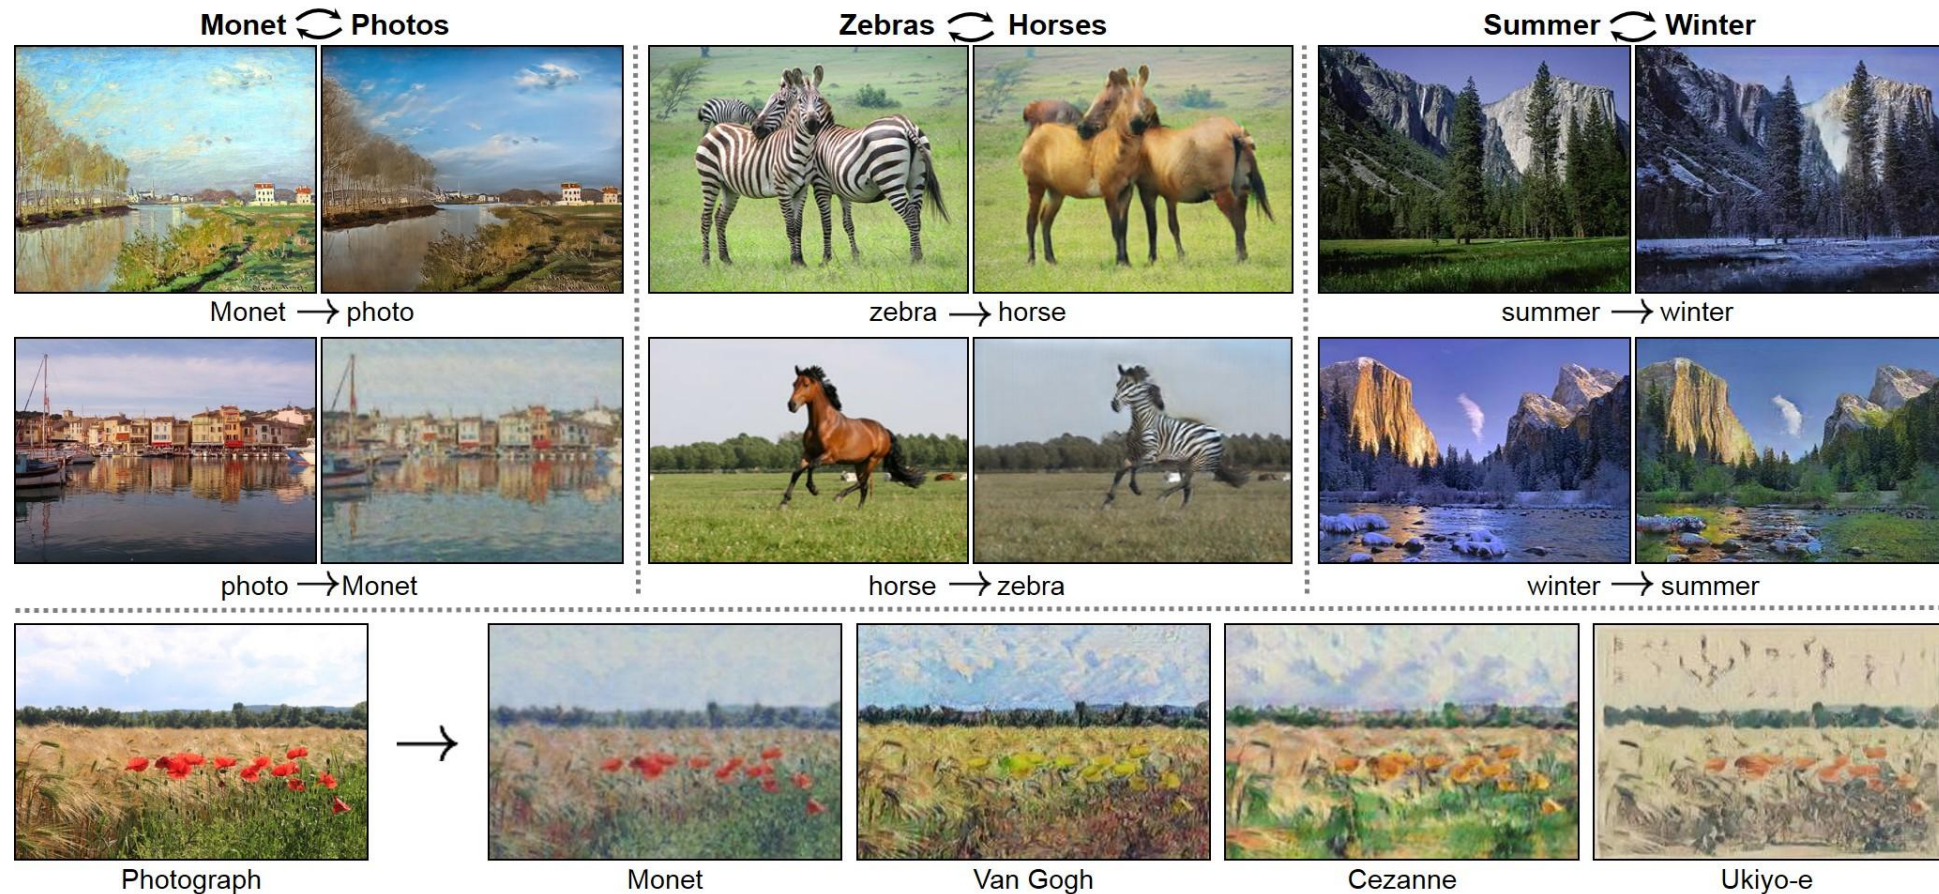 Monet Photos
Zebras Horses
Summer Winter
Monet → photo
zebra → horse
summer → winter
photo → Monet
horse → zebra
winter → summer
Photograph
Monet
Van Gogh
Cezanne
Ukiyo-e